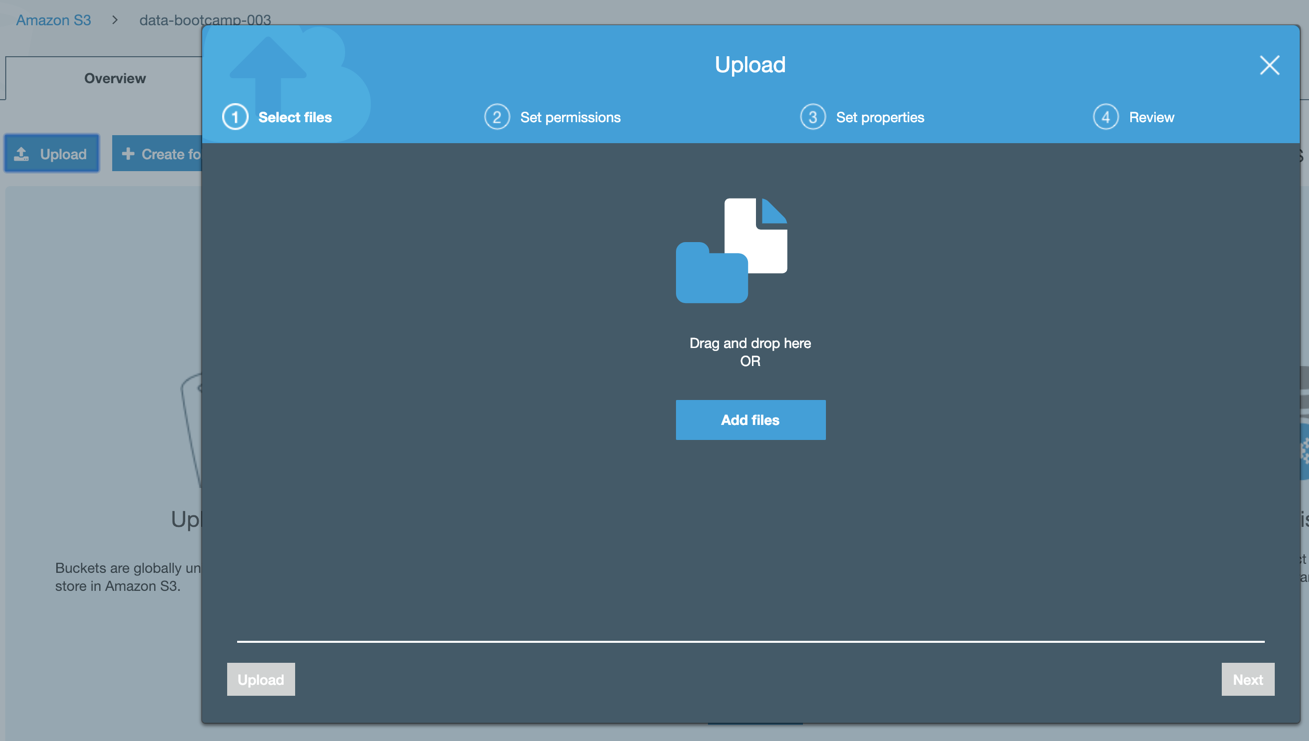 Amazon S3 > data-bootcamp-003
Overview
Upload
Create fo
Upload
1 Select files
2 Set permissions
3 Set properties
4 Review
Drag and drop here
OR
Add files
Upl
Buckets are globally un
store in Amazon S3.
Upload
Next